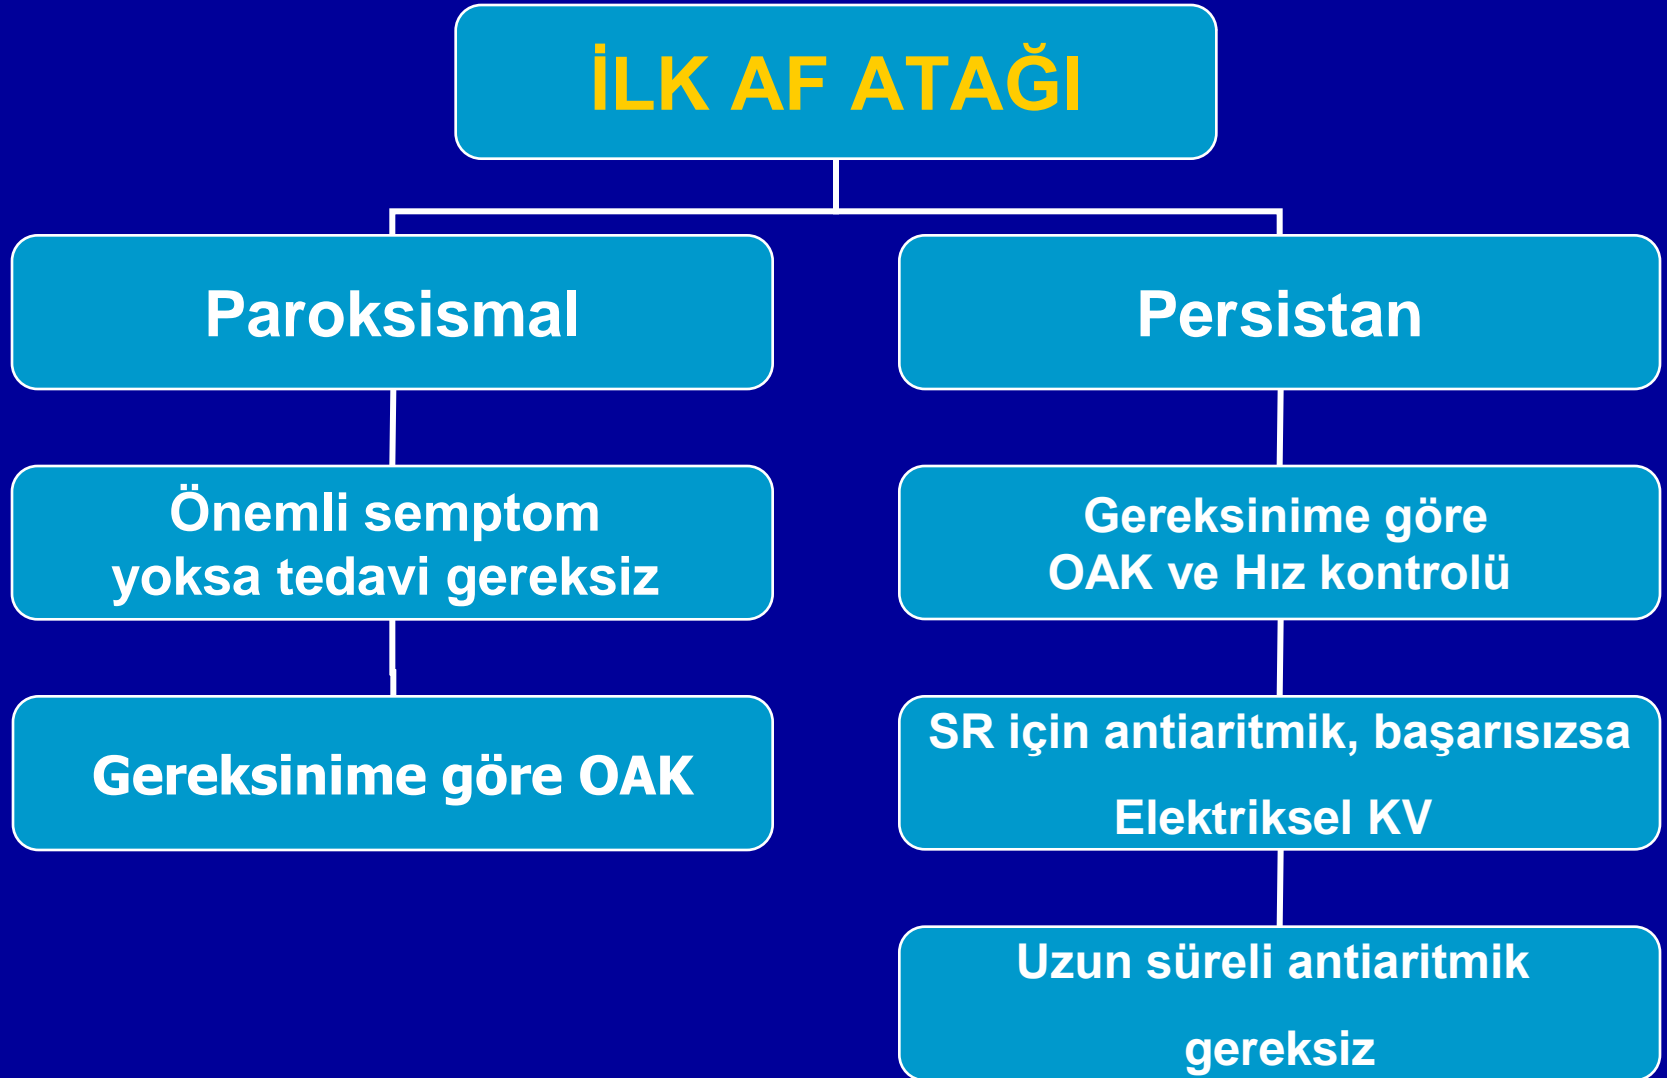 İLK AF ATAĞI
Paroksismal
Persistan
Önemli semptom
yoksa tedavi gereksiz
Gereksinime göre
OAK ve Hız kontrolü
Gereksinime göre OAK
SR için antiaritmik, başarısızsa
Elektriksel KV
Uzun süreli antiaritmik
gereksiz